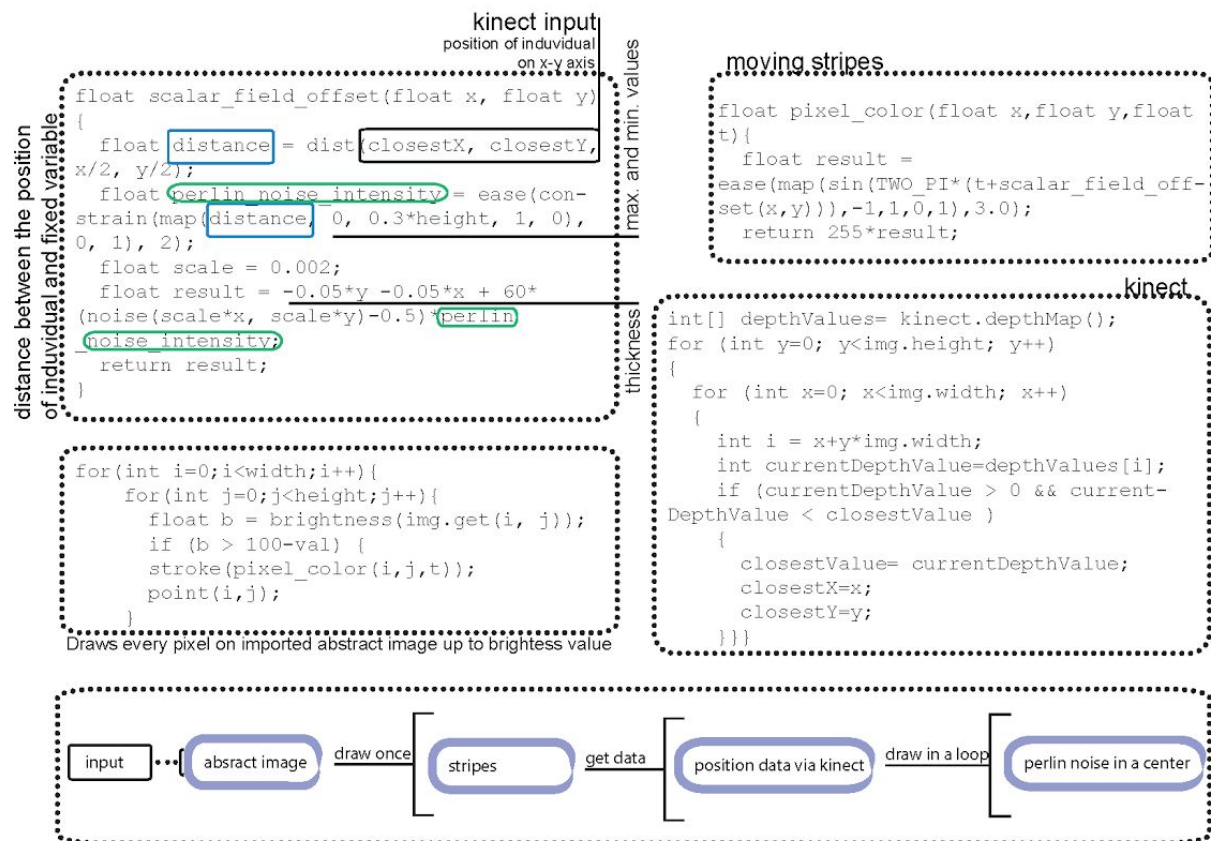 kinect input
position of induvidual
on x-y axis
distance between the position
of induvidual and fixed variable
float scalar_field_offset(float x, float y)
{
float distance = dist(closestX, closestY,
x/2, y/2);
float perlin_noise_intensity = ease(con-
strain(map(distance, 0, 0.3*height, 1, 0),
0, 1), 2);
float scale = 0.002;
float result = -0.05*y -0.05*x + 60*
(noise(scale*x, scale*y)-0.5)*perlin
_noise_intensity;
return result;
}
max. and min. values
thickness
moving stripes
float pixel_color(float x,float y,float
t){
float result =
ease(map(sin(TWO_PI*(t+scalar_field_off-
set(x,y))),-1,1,0,1),3.0);
return 255*result;
kinect
int[] depthValues= kinect.depthMap();
for (int y=0; y<img.height; y++)
{
for (int x=0; x<img.width; x++)
{
int i = x+y*img.width;
int currentDepthValue=depthValues[i];
if (currentDepthValue > 0 && current-
DepthValue < closestValue )
{
closestValue= currentDepthValue;
closestX=x;
closestY=y;
}}}
for(int i=0;i<width;i++){
for(int j=0;j<height;j++){
float b = brightness(img.get(i, j));
if (b > 100-val) {
stroke(pixel_color(i,j,t));
point(i,j);
}
Draws every pixel on imported abstract image up to brightess value
input
absract image
draw once
stripes
get data
position data via kinect
draw in a loop
perlin noise in a center